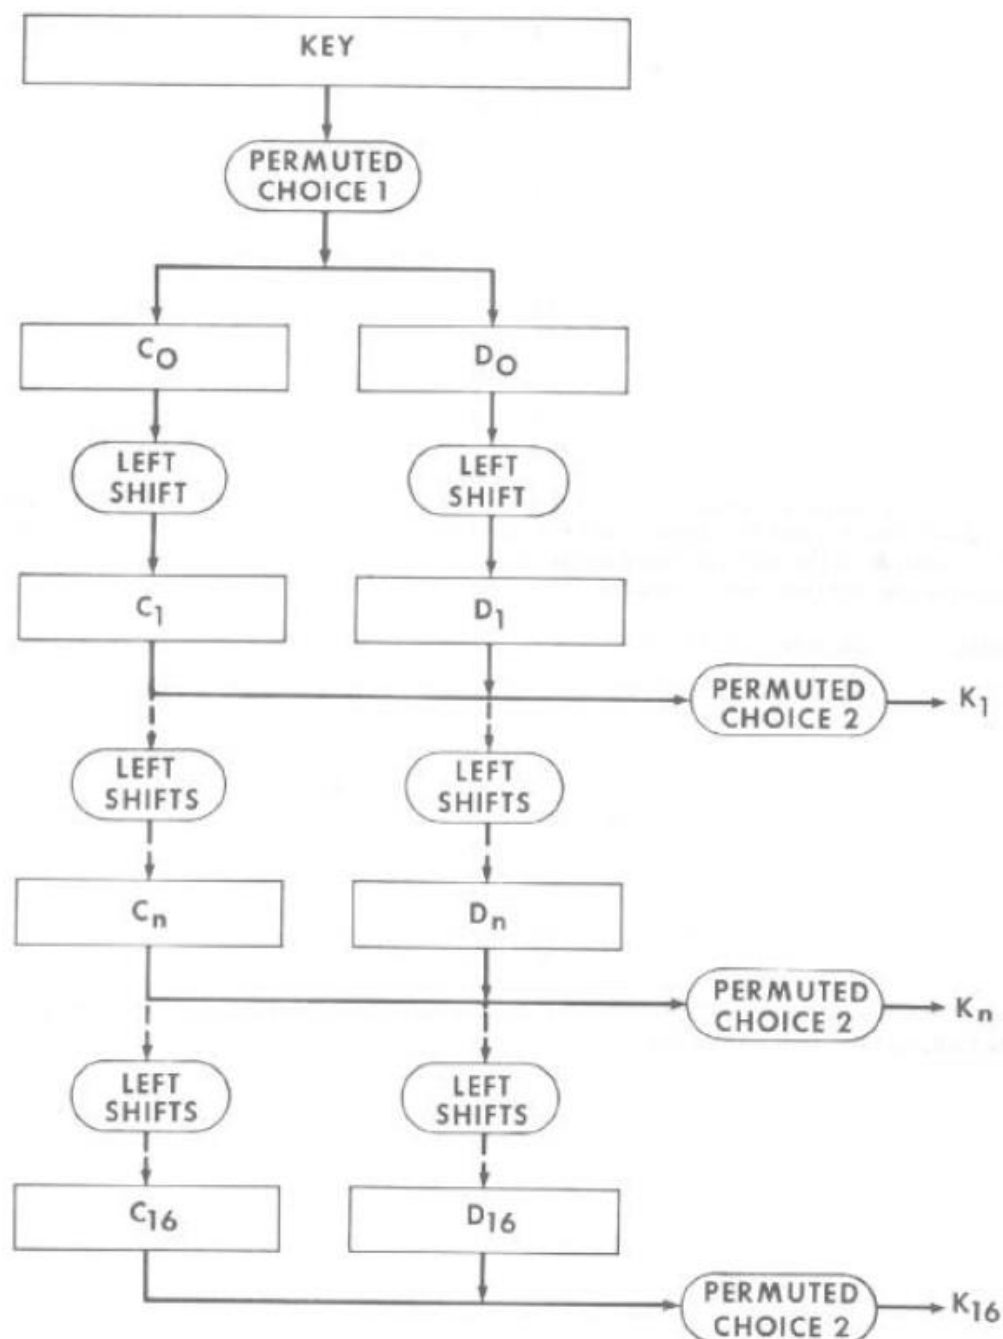 KEY
PERMUTED
CHOICE 1
C0
D0
LEFT
SHIFT
LEFT
SHIFT
C1
D1
PERMUTED
CHOICE 2
K1
LEFT
SHIFTS
LEFT
SHIFTS
Cn
Dn
PERMUTED
CHOICE 2
Kn
LEFT
SHIFTS
LEFT
SHIFTS
C16
D16
PERMUTED
CHOICE 2
K16